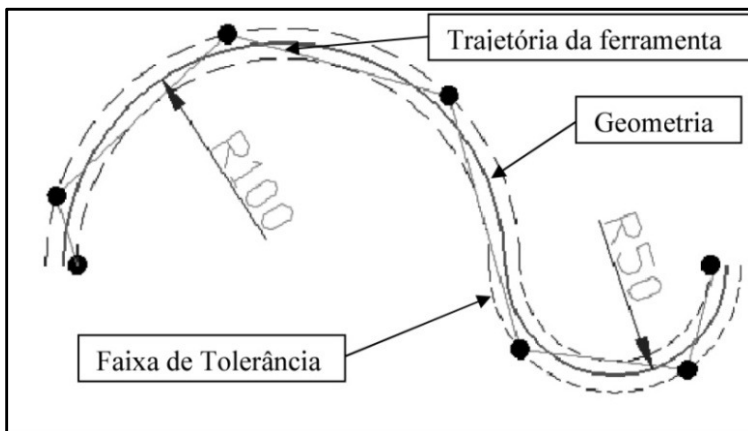 Trajetória da ferramenta
Geometria
R100
R50
Faixa de Tolerância